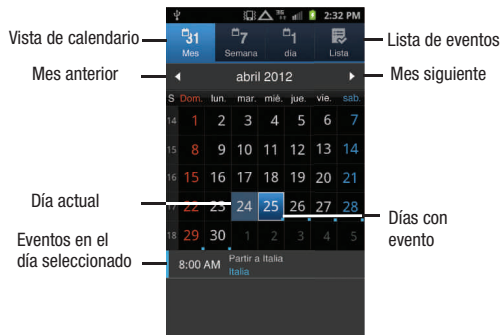 2:32 PM
Vista de calendario
31
7
1
Lista de eventos
Mes
Semana
día
Lista
Mes anterior
abril 2012
Mes siguiente
S Dom. lun. mar. mié. jue. vie. sab.
14 1 2 3 4 5 6 7
15 8 9 10 11 12 13 14
16 15 16 17 18 19 20 21
17 22 23 24 25 26 27 28
18 29 30 1 2 3 4 5
Día actual
Días con
evento
Eventos en el
día seleccionado
8:00 AM
Partir a Italia
Italia